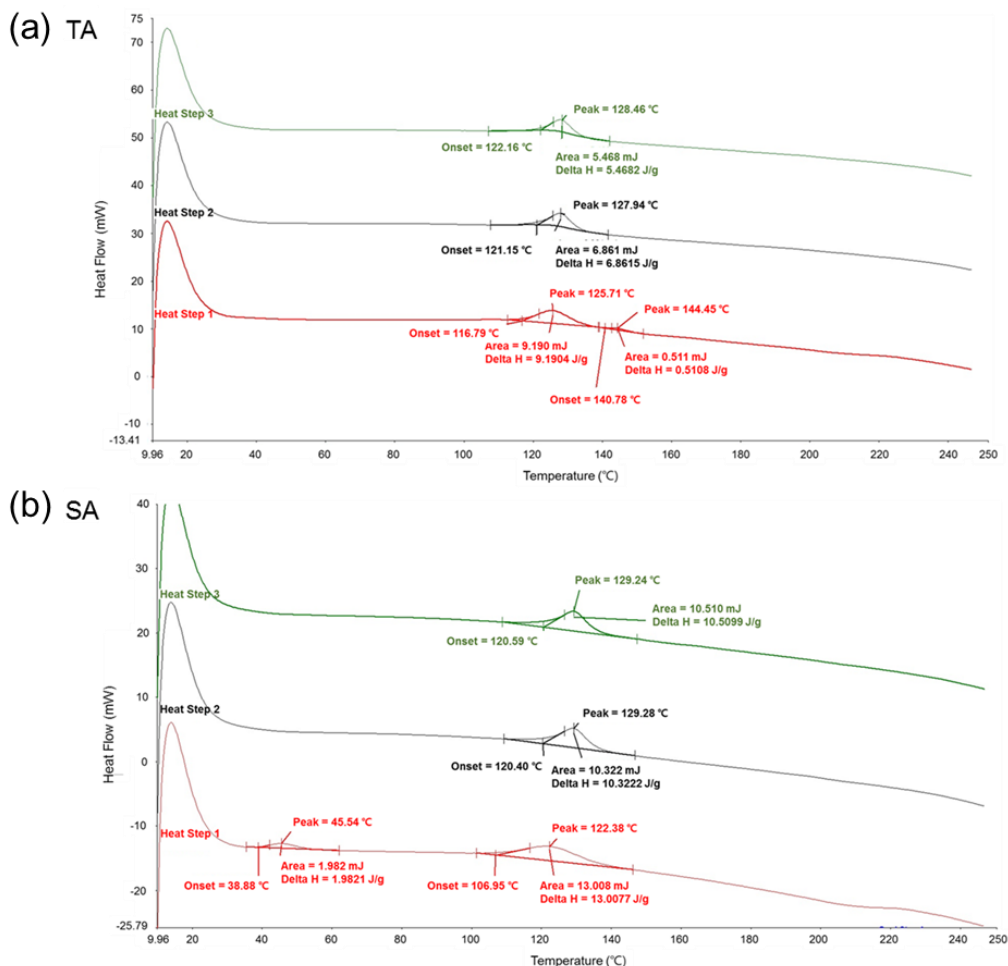 (a) TA
75
70
60
50
40
30
20
10
0
-10
-13.41
Heat Flow (mW)
Heat Step 3
Peak = 128.46 ℃
Onset = 122.16 ℃
Area = 5.468 mJ
Delta H = 5.4682 J/g
Heat Step 2
Peak = 127.94 ℃
Onset = 121.15 ℃
Area = 6.861 mJ
Delta H = 6.8615 J/g
Heat Step 1
Peak = 125.71 ℃
Peak = 144.45 ℃
Onset = 116.79 ℃
Area = 9.190 mJ
Delta H = 9.1904 J/g
Area = 0.511 mJ
Delta H = 0.5108 J/g
Onset = 140.78 ℃
9.96 20 40 60 80 100 120 140 160 180 200 220 240 250
Temperature (℃)
(b) SA
40
30
20
10
0
-10
-20
-25.79
Heat Flow (mW)
Heat Step 3
Peak = 129.24 ℃
Area = 10.510 mJ
Delta H = 10.5099 J/g
Onset = 120.59 ℃
Heat Step 2
Peak = 129.28 ℃
Onset = 120.40 ℃
Area = 10.322 mJ
Delta H = 10.3222 J/g
Heat Step 1
Peak = 45.54 ℃
Peak = 122.38 ℃
Area = 1.982 mJ
Delta H = 1.9821 J/g
Onset = 38.88 ℃
Onset = 106.95 ℃
Area = 13.008 mJ
Delta H = 13.0077 J/g
9.96 20 40 60 80 100 120 140 160 180 200 220 240 250
Temperature (℃)